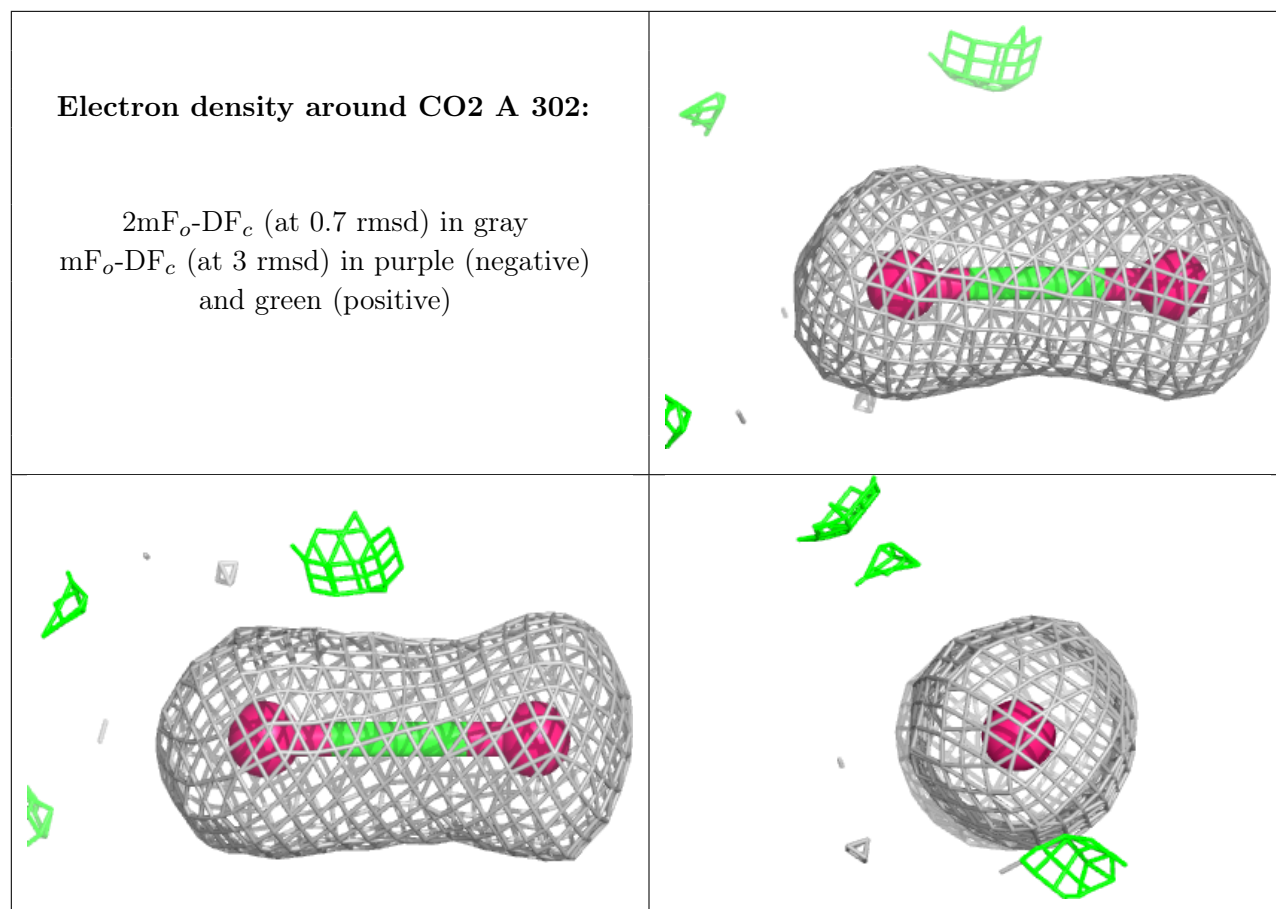 Electron density around CO2 A 302:
2mFo-DFc (at 0.7 rmsd) in gray
mFo-DFc (at 3 rmsd) in purple (negative)
and green (positive)